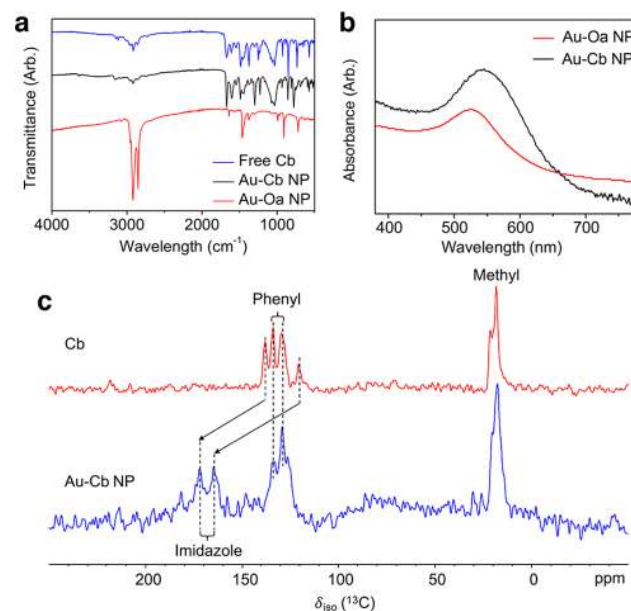 a
Transmittance (Arb.)
Free Cb
Au-Cb NP
Au-Oa NP
4000 3000 2000 1000
Wavelength (cm-1)
b
Absorbance (Arb.)
Au-Oa NP
Au-Cb NP
400 500 600 700
Wavelength (nm)
c
Phenyl
Methyl
Cb
Au-Cb NP
Imidazole
200 150 100 50 0 ppm
δiso (13C)